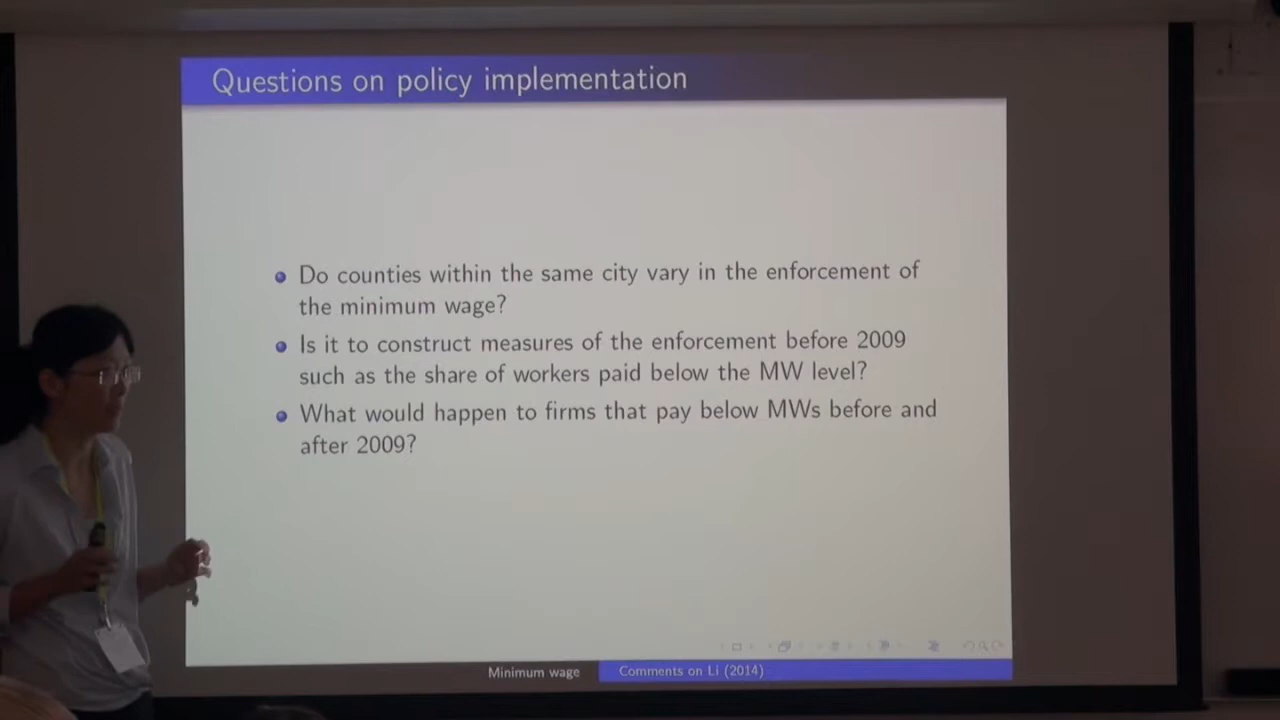 Questions on policy implementation
Do counties within the same city vary in the enforcement of
the minimum wage?
Is it to construct measures of the enforcement before 2009
such as the share of workers paid below the MW level?
What would happen to firms that pay below MWs before and
after 2009?
Minimum wage
Comments on Li (2014)